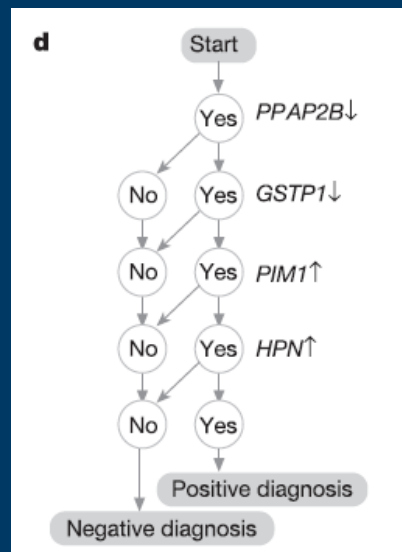 d
Start
Yes PPAP2B↓
No Yes GSTP1↓
No Yes PIM1↑
No Yes HPN↑
No Yes
Positive diagnosis
Negative diagnosis